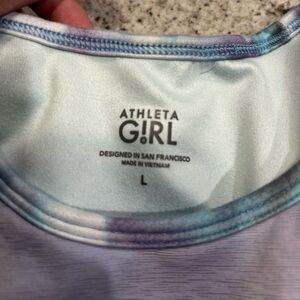 ATHLETA
G!RL
DESIGNED IN SAN FRANCISCO
MADE IN VIETNAM
L